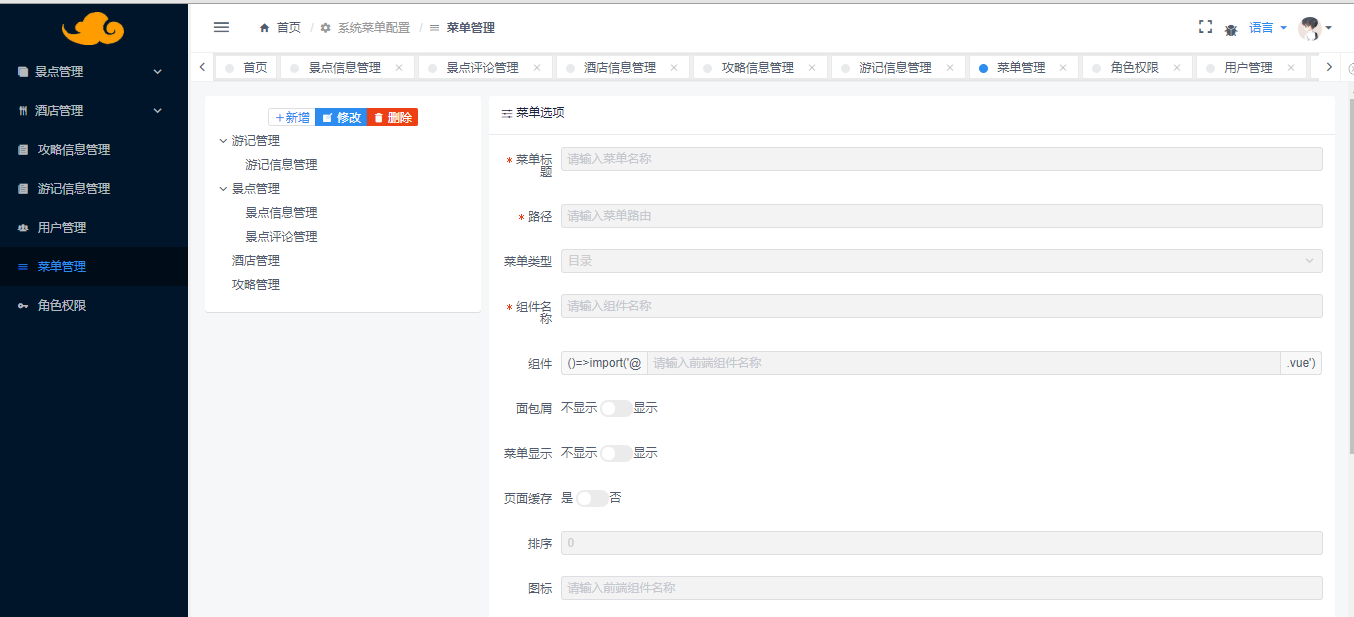 首页 / 系统菜单配置 / 菜单管理
语言
首页 景点信息管理 景点评论管理 酒店信息管理 攻略信息管理 游记信息管理 菜单管理 角色权限 用户管理
景点管理
酒店管理
攻略信息管理
游记信息管理
用户管理
菜单管理
角色权限
+新增 修改 删除
游记管理
游记信息管理
景点管理
景点信息管理
景点评论管理
酒店管理
攻略管理
菜单选项
* 菜单标题 请输入菜单名称
* 路径 请输入菜单路由
菜单类型 目录
* 组件名称 请输入组件名称
组件 ()=>import('@ 请输入前端组件名称 .vue')
面包屑 不显示 显示
菜单显示 不显示 显示
页面缓存 是 否
排序 0
图标 请输入前端组件名称